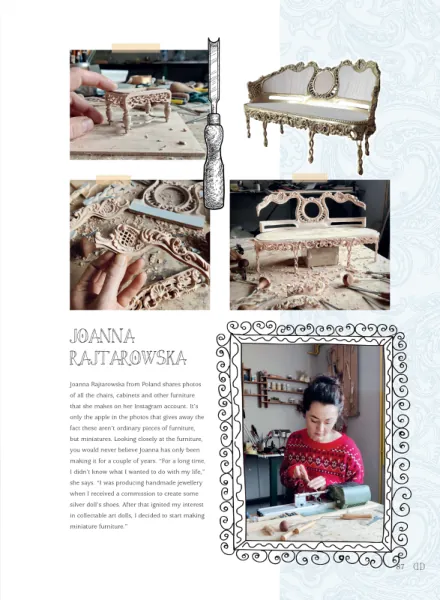 JOANNA
RAJTAROWSKA
Joanna Rajtarowska from Poland shares photos
of all the chairs, cabinets and other furniture
that she makes on her Instagram account. It's
only the apple in the photos that gives away the
fact these aren't ordinary pieces of furniture,
but miniatures. Looking closely at the furniture,
you would never believe Joanna has only been
making it for a couple of years. "For a long time,
I didn't know what I wanted to do with my life,"
she says. "I was producing handmade jewellery
when I received a commission to create some
silver doll's shoes. After that ignited my interest
in collectable art dolls, I decided to start making
miniature furniture."
87